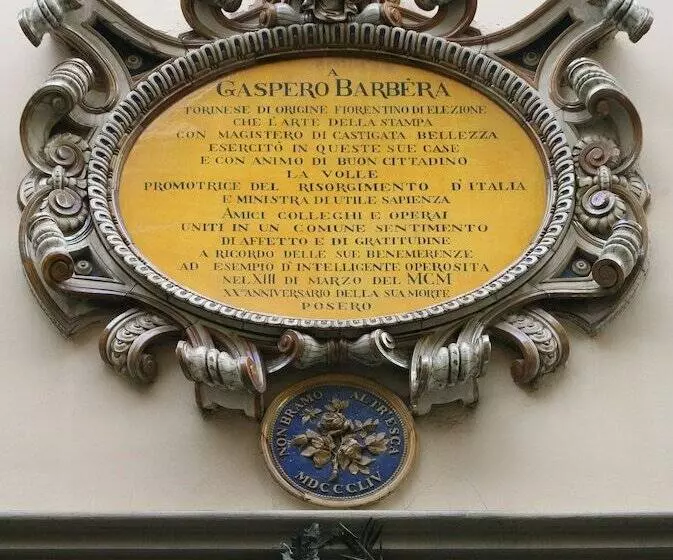 A
GASPERO BARBÈRA
TORINESE DI ORIGINE FIORENTINO DI ELEZIONE
CHE L'ARTE DELLA STAMPA
CON MAGISTERO DI CASTIGATA BELLEZZA
ESERCITÒ IN QUESTE SUE CASE
E CON ANIMO DI BUON CITTADINO
LA VOLLE
PROMOTRICE DEL RISORGIMENTO D'ITALIA
E MINISTRA DI UTILE SAPIENZA
AMICI COLLEGHI E OPERAI
UNITI IN UN COMUNE SENTIMENTO
DI AFFETTO E DI GRATITUDINE
A RICORDO DELLE SUE BENEMERENZE
AD ESEMPIO D'INTELLIGENTE OPEROSITA
NEL XIII DI MARZO DEL MCM
XX.MO ANNIVERSARIO DELLA SUA MORTE
POSERO
NON BRAMO ALTR'ESCA
MDCCCLIV